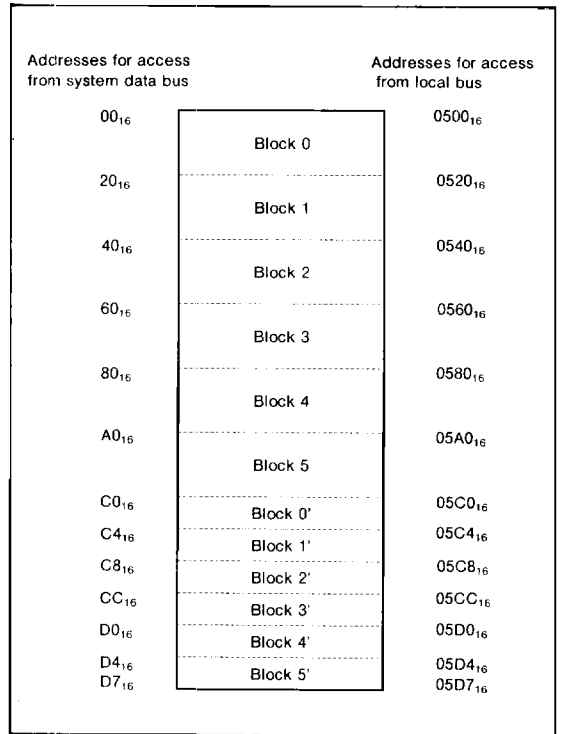 Addresses for access from system data bus
Addresses for access from local bus
00₁₆ 0500₁₆
Block 0
20₁₆ 0520₁₆
Block 1
40₁₆ 0540₁₆
Block 2
60₁₆ 0560₁₆
Block 3
80₁₆ 0580₁₆
Block 4
A0₁₆ 05A0₁₆
Block 5
C0₁₆ 05C0₁₆
Block 0'
C4₁₆ 05C4₁₆
Block 1'
C8₁₆ 05C8₁₆
Block 2'
CC₁₆ 05CC₁₆
Block 3'
D0₁₆ 05D0₁₆
Block 4'
D4₁₆ 05D4₁₆
Block 5'
D7₁₆ 05D7₁₆